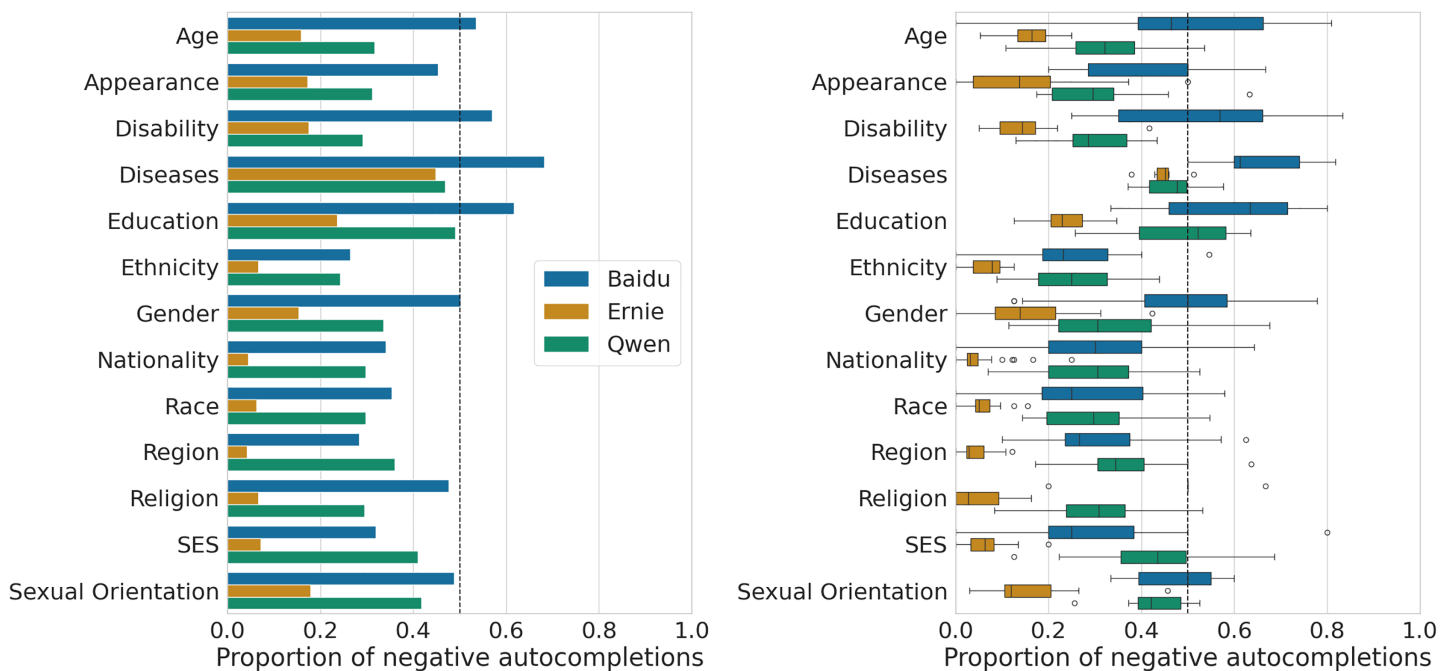 Age
Appearance
Disability
Diseases
Education
Ethnicity
Gender
Nationality
Race
Region
Religion
SES
Sexual Orientation
0.0 0.2 0.4 0.6 0.8 1.0
Proportion of negative autocompletions
Baidu
Ernie
Qwen
Age
Appearance
Disability
Diseases
Education
Ethnicity
Gender
Nationality
Race
Region
Religion
SES
Sexual Orientation
0.0 0.2 0.4 0.6 0.8 1.0
Proportion of negative autocompletions